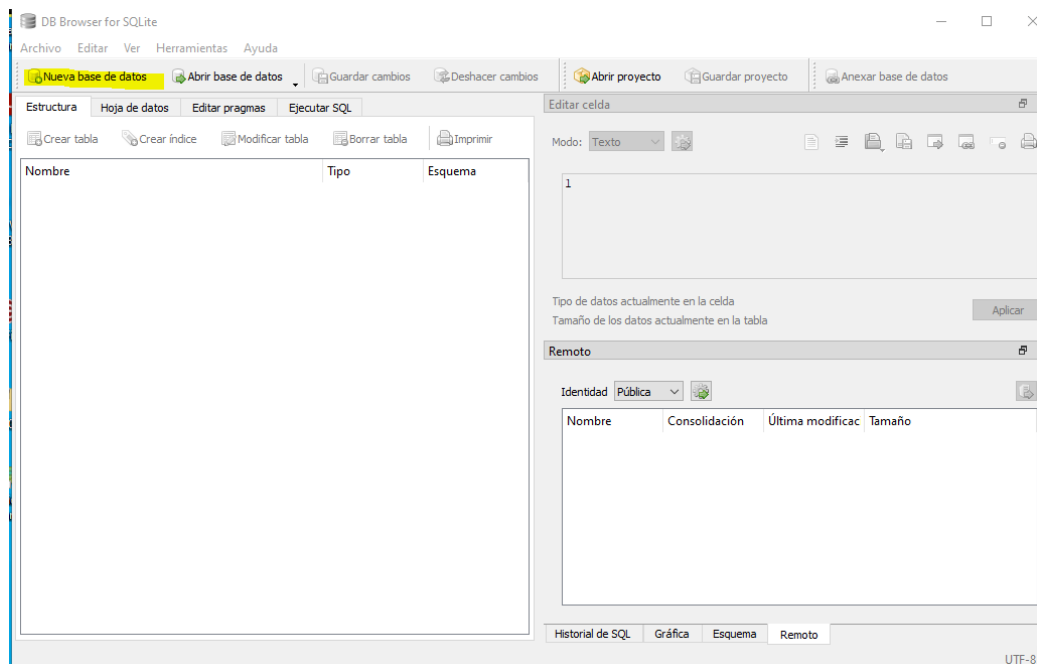 DB Browser for SQLite
Archivo Editar Ver Herramientas Ayuda
Nueva base de datos Abrir base de datos Guardar cambios Deshacer cambios Abrir proyecto Guardar proyecto Anexar base de datos
Estructura Hoja de datos Editar pragmas Ejecutar SQL
Crear tabla Crear índice Modificar tabla Borrar tabla Imprimir
Nombre Tipo Esquema
Editar celda
Modo: Texto
1
Tipo de datos actualmente en la celda
Tamaño de los datos actualmente en la tabla
Aplicar
Remoto
Identidad Pública
Nombre Consolidación Última modificac Tamaño
Historial de SQL Gráfica Esquema Remoto
UTF-8